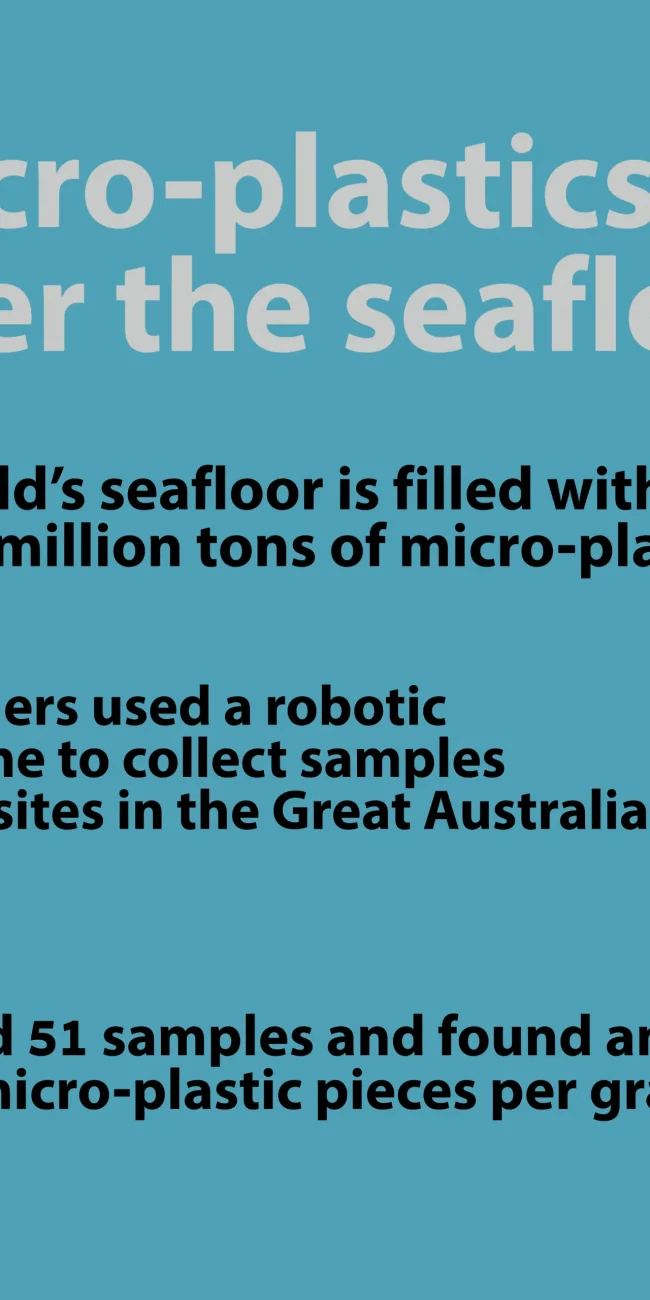 cro-plastics
er the seaflo
ld’s seafloor is filled with
million tons of micro-pla
ers used a robotic
ne to collect samples
sites in the Great Australia
d 51 samples and found an
micro-plastic pieces per gra